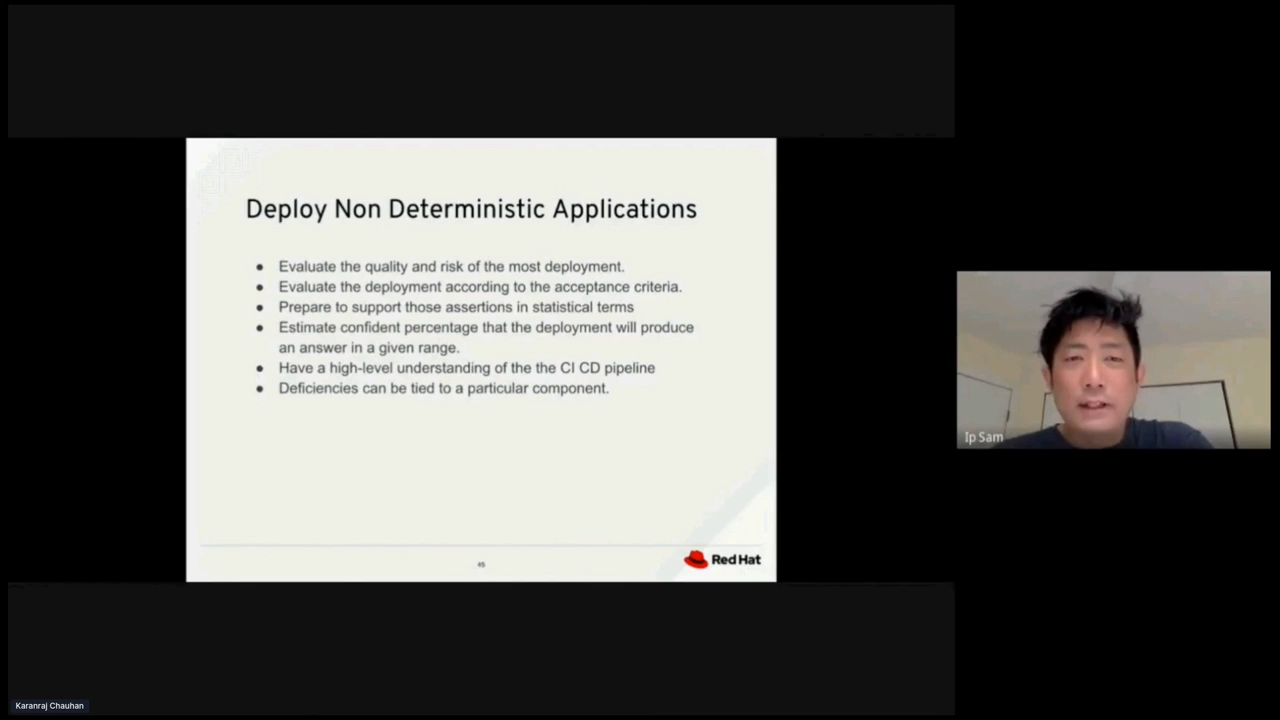 Deploy Non Deterministic Applications
● Evaluate the quality and risk of the most deployment.
● Evaluate the deployment according to the acceptance criteria.
● Prepare to support those assertions in statistical terms
● Estimate confident percentage that the deployment will produce
an answer in a given range.
● Have a high-level understanding of the the CI CD pipeline
● Deficiencies can be tied to a particular component.
45
Red Hat
Ip Sam
Karanraj Chauhan